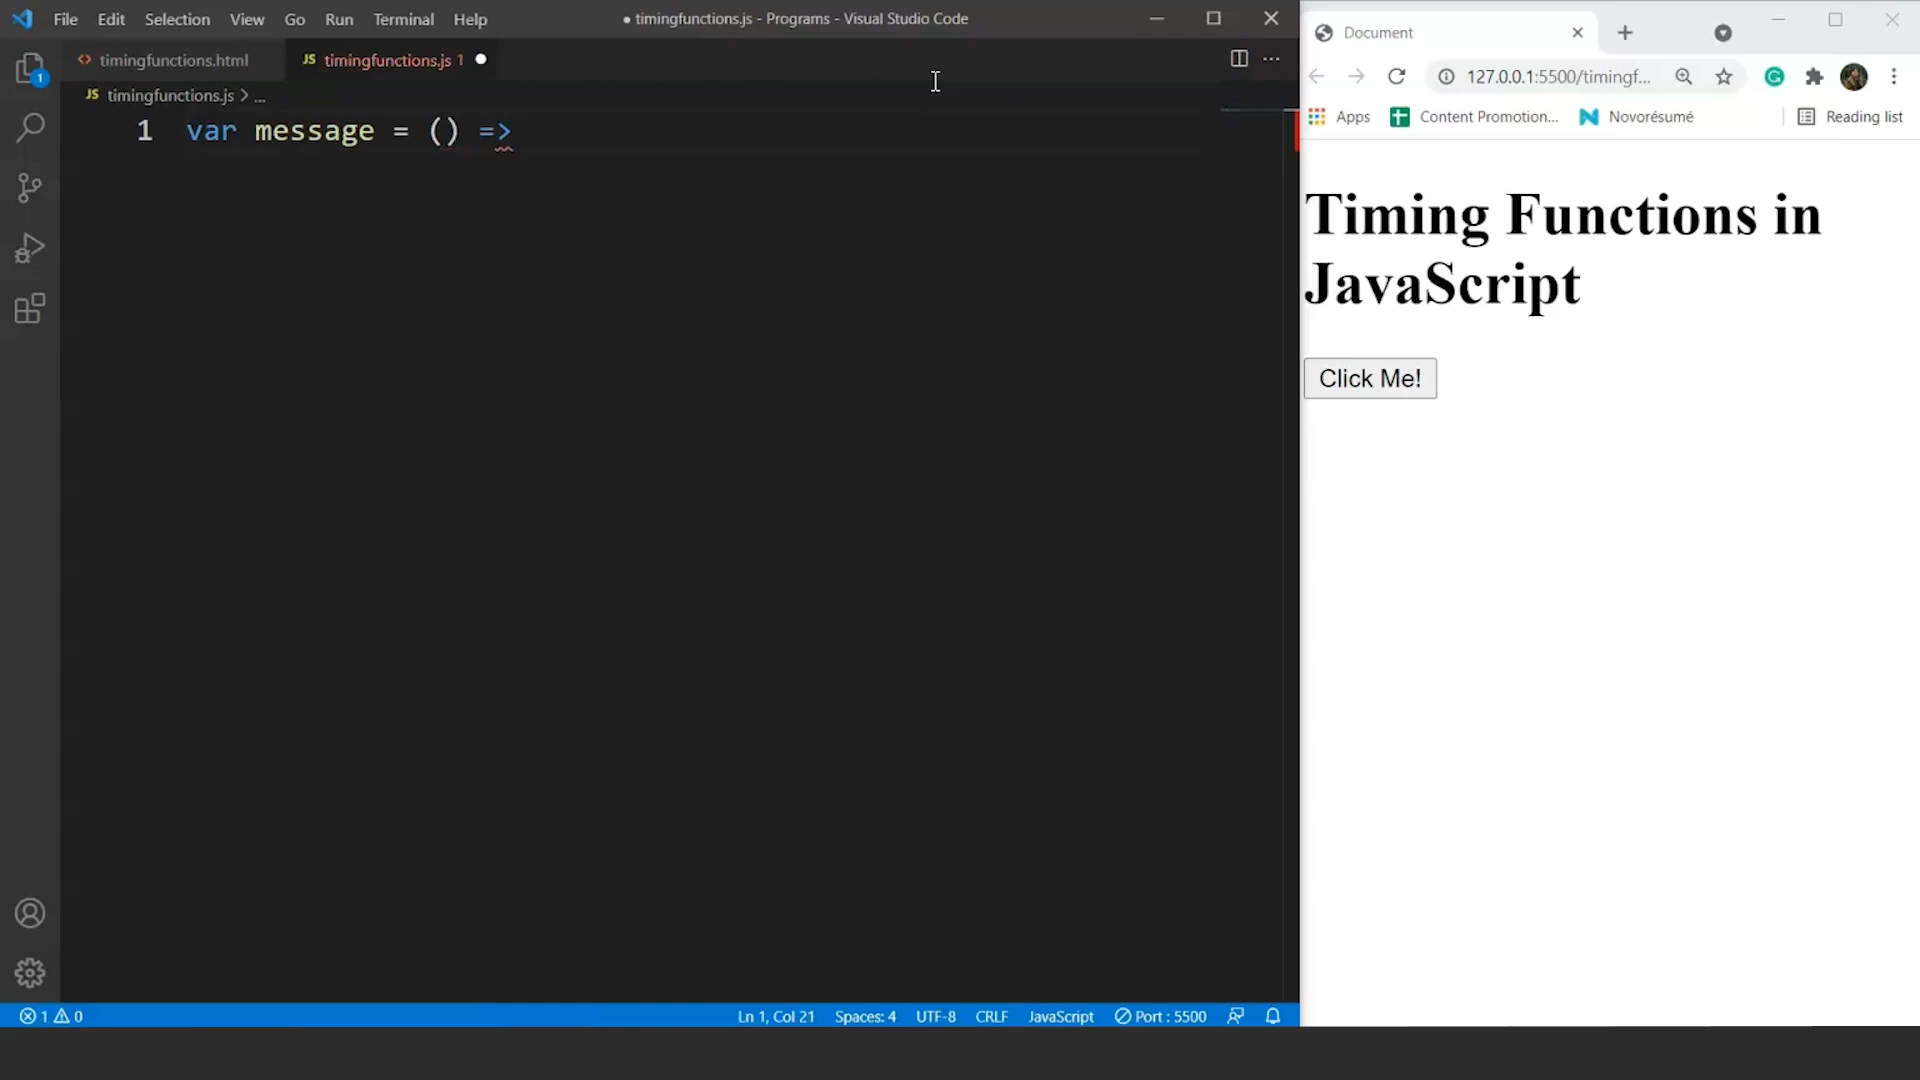 File Edit Selection View Go Run Terminal Help
● timingfunctions.js - Programs - Visual Studio Code
timingfunctions.html
JS timingfunctions.js 1
JS timingfunctions.js > ...
1 var message = () =>
1
1 0
Ln 1, Col 21 Spaces: 4 UTF-8 CRLF JavaScript Port : 5500
Document
127.0.0.1:5500/timingf...
Apps Content Promotion... Novorésumé Reading list
Timing Functions in
JavaScript
Click Me!